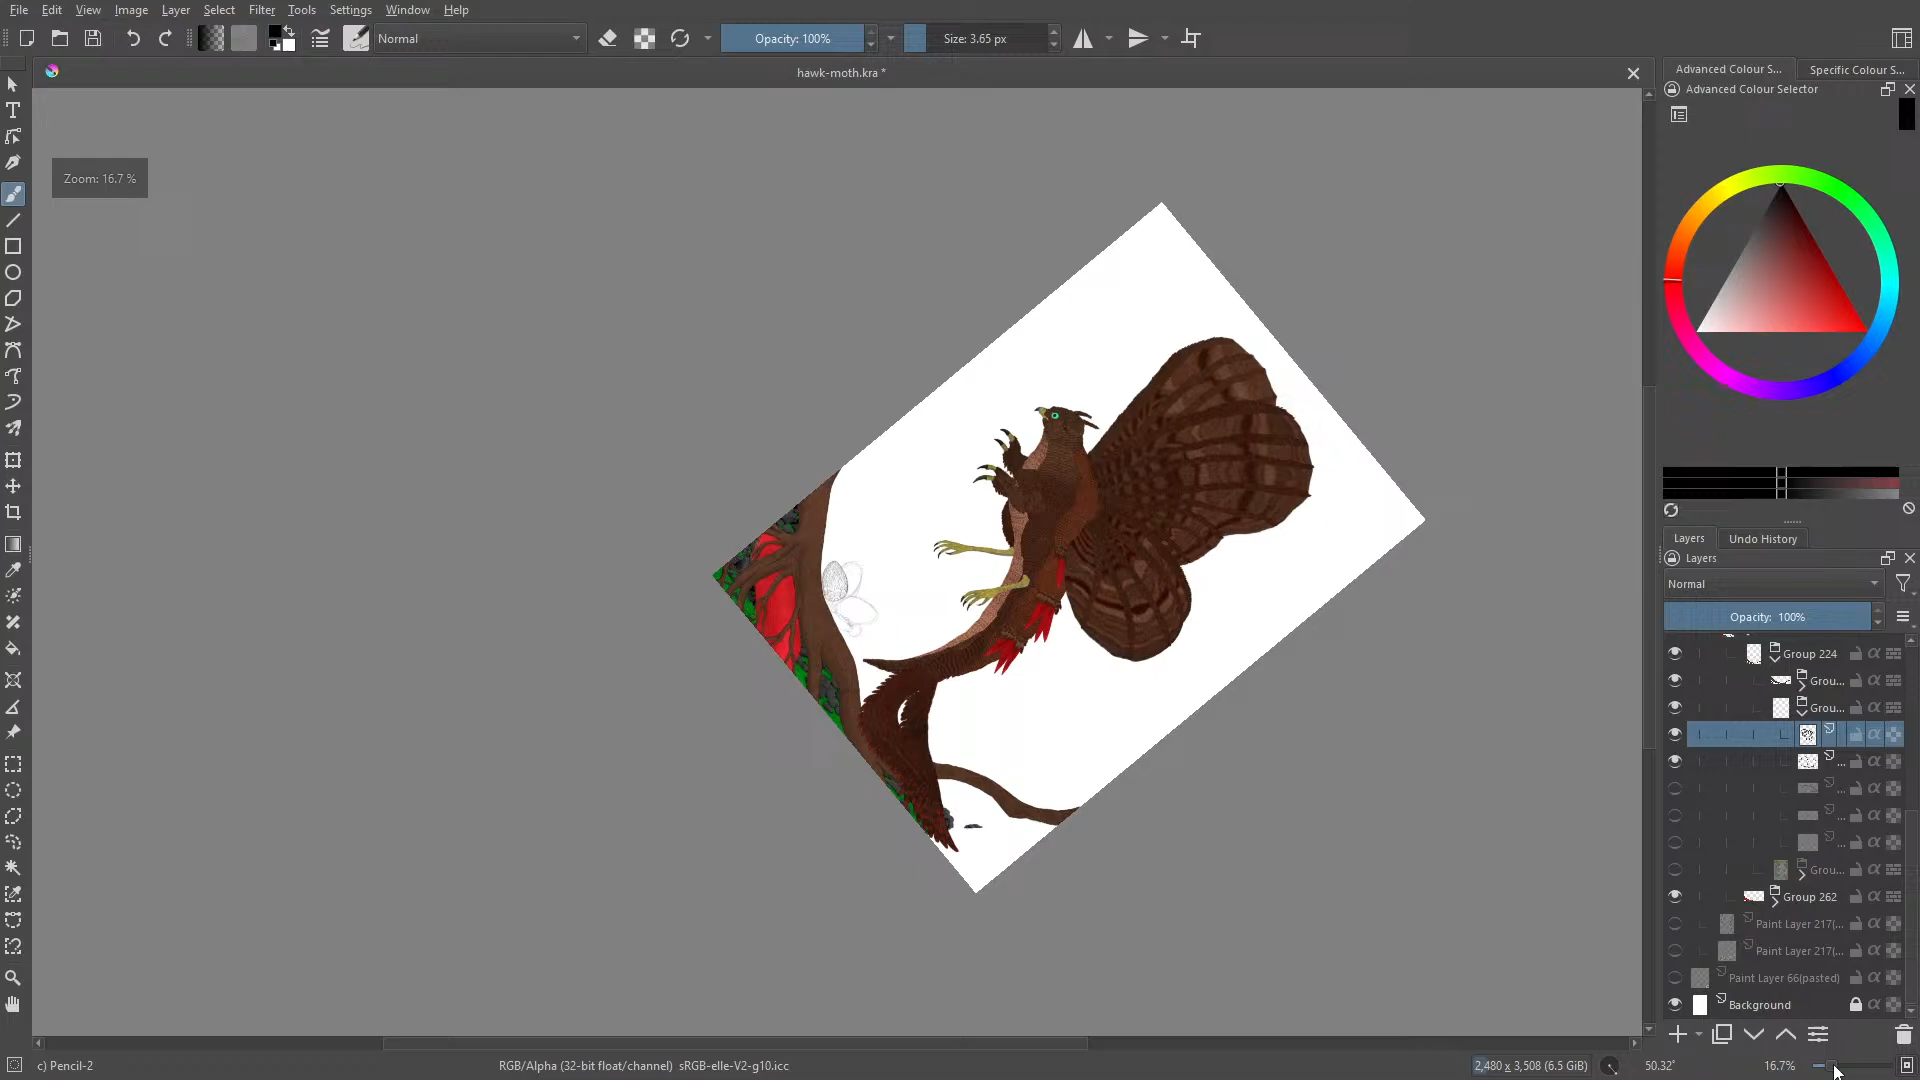 File Edit View Image Layer Select Filter Tools Settings Window Help
Normal
Opacity: 100%
Size: 3.65 px
hawk-moth.kra *
Zoom: 16.7 %
Advanced Colour S...
Specific Colour S...
Advanced Colour Selector
Layers
Undo History
Layers
Normal
Opacity: 100%
Group 224
Grou...
Grou...
...
...
...
...
Grou...
Group 262
Paint Layer 217(...
Paint Layer 217(...
Paint Layer 66(pasted)
Background
c) Pencil-2
RGB/Alpha (32-bit float/channel) sRGB-elle-V2-g10.icc
2,480 x 3,508 (6.5 GiB)
50.32°
16.7%